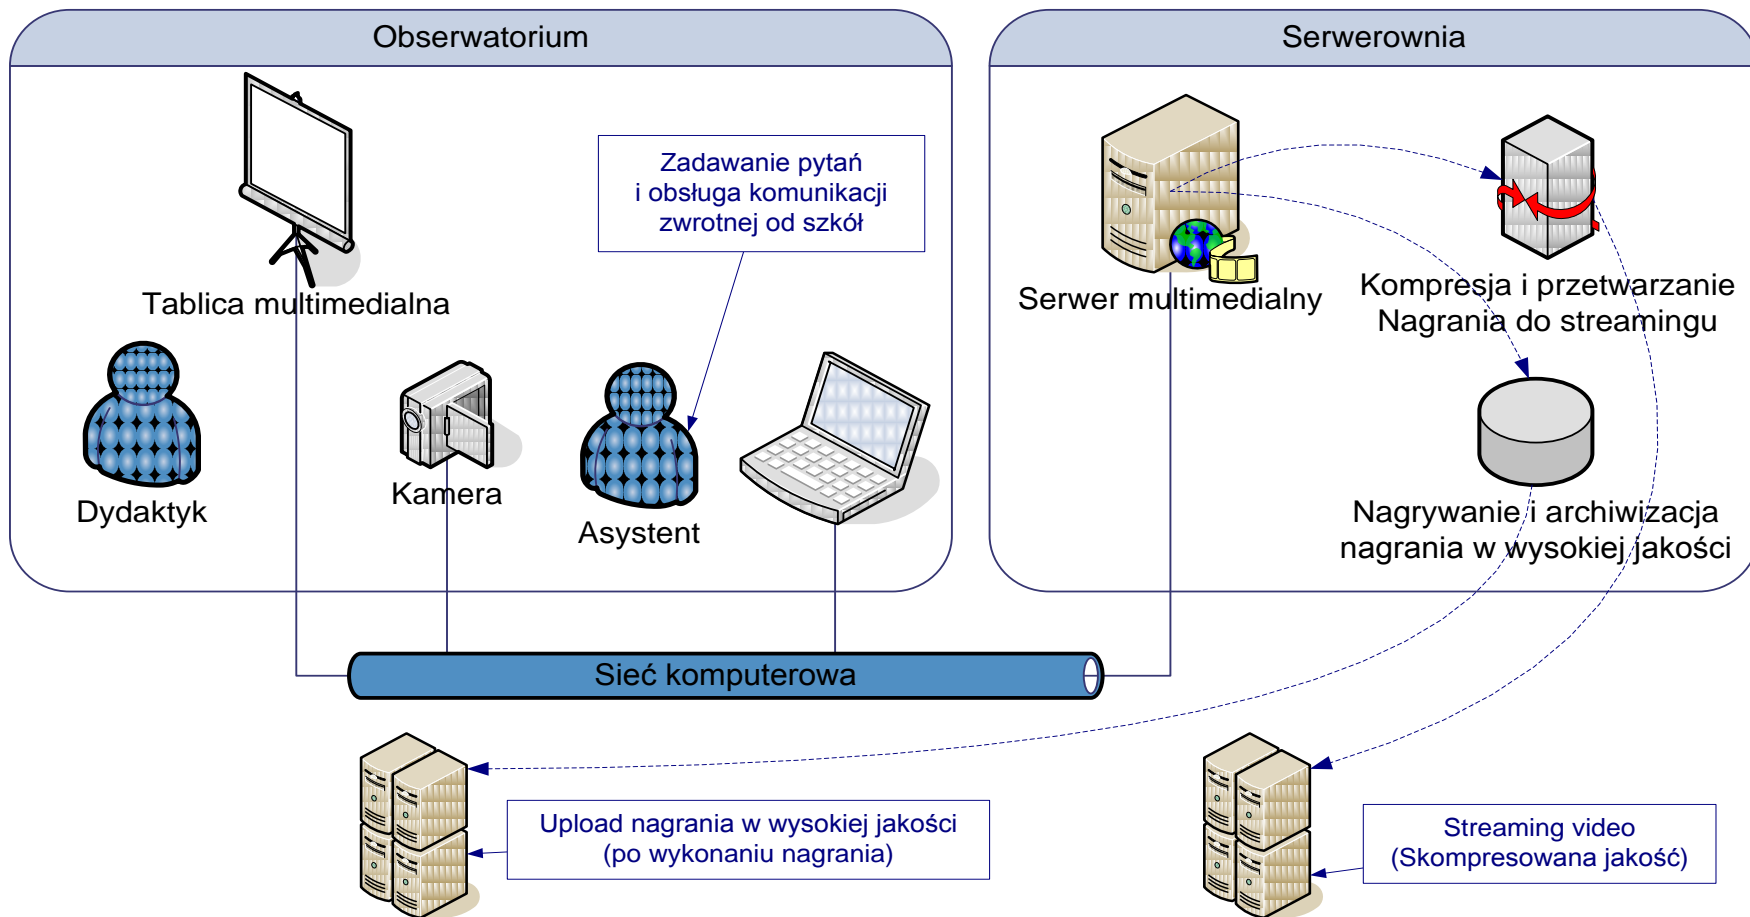 Obserwatorium
Serwerownia
Zadawanie pytań
i obsługa komunikacji
zwrotnej od szkół
Tablica multimedialna
Serwer multimedialny
Kompresja i przetwarzanie
Nagrania do streamingu
Dydaktyk
Kamera
Asystent
Nagrywanie i archiwizacja
nagrania w wysokiej jakości
Sieć komputerowa
Upload nagrania w wysokiej jakości
(po wykonaniu nagrania)
Streaming video
(Skompresowana jakość)